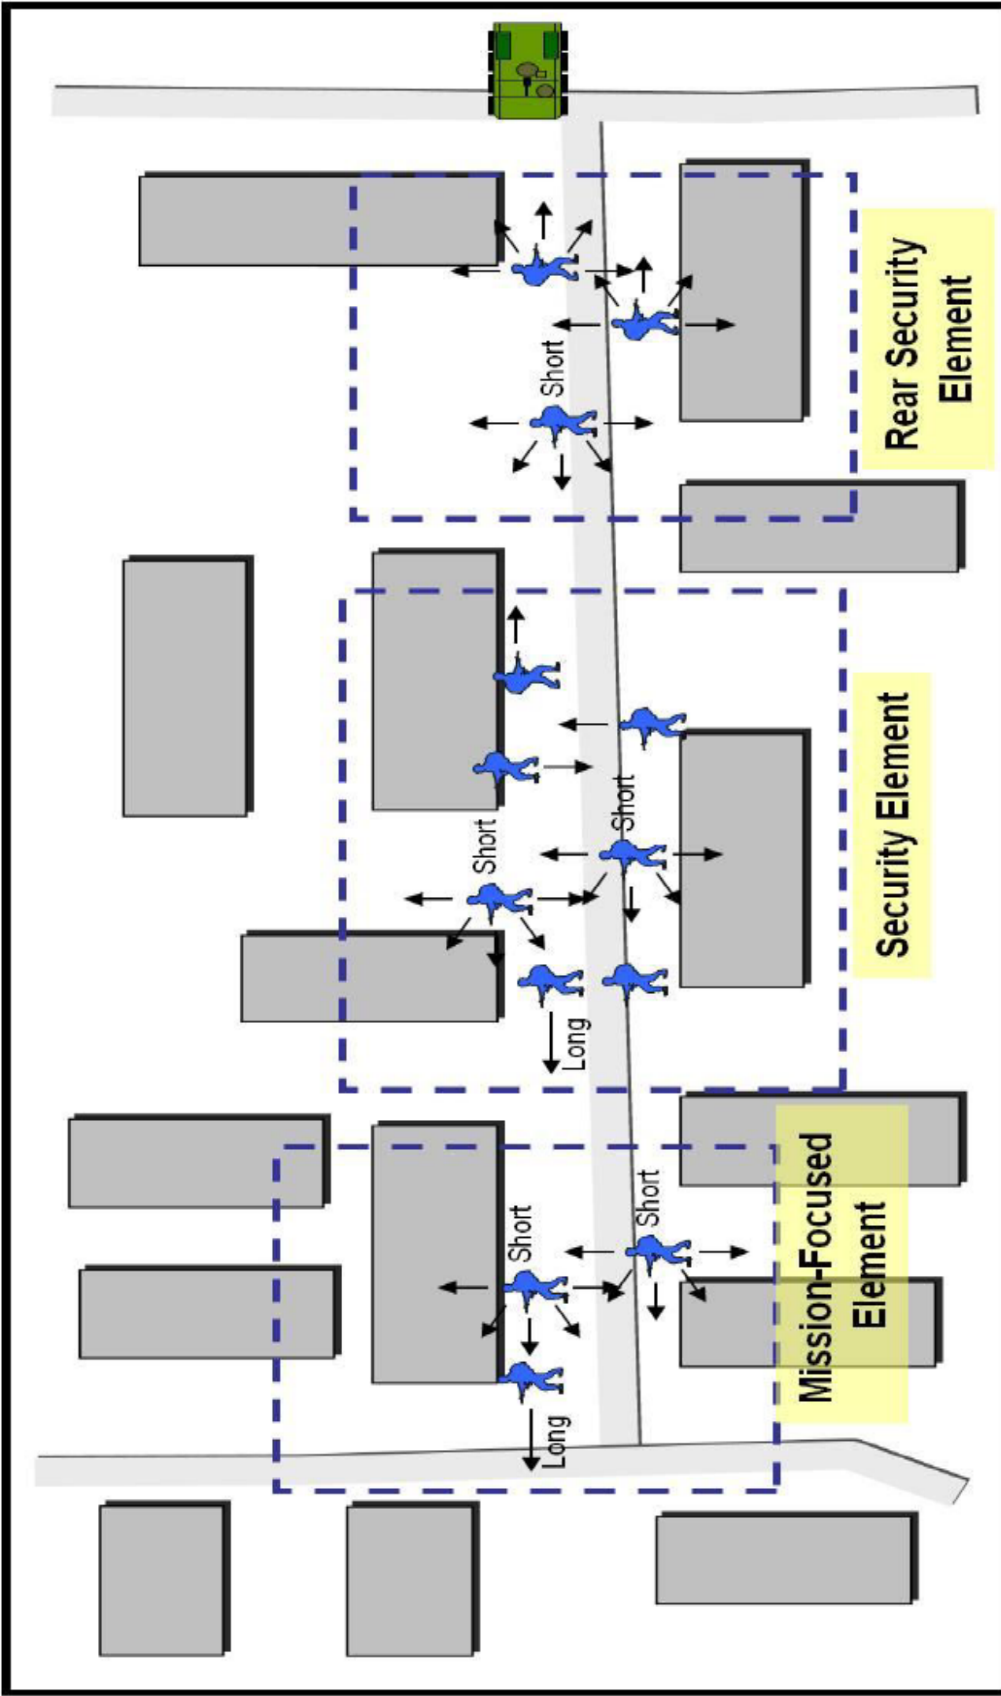 Short
Short
Short
Long
Long
Short
Short
Mission-Focused
Element
Security Element
Rear Security
Element